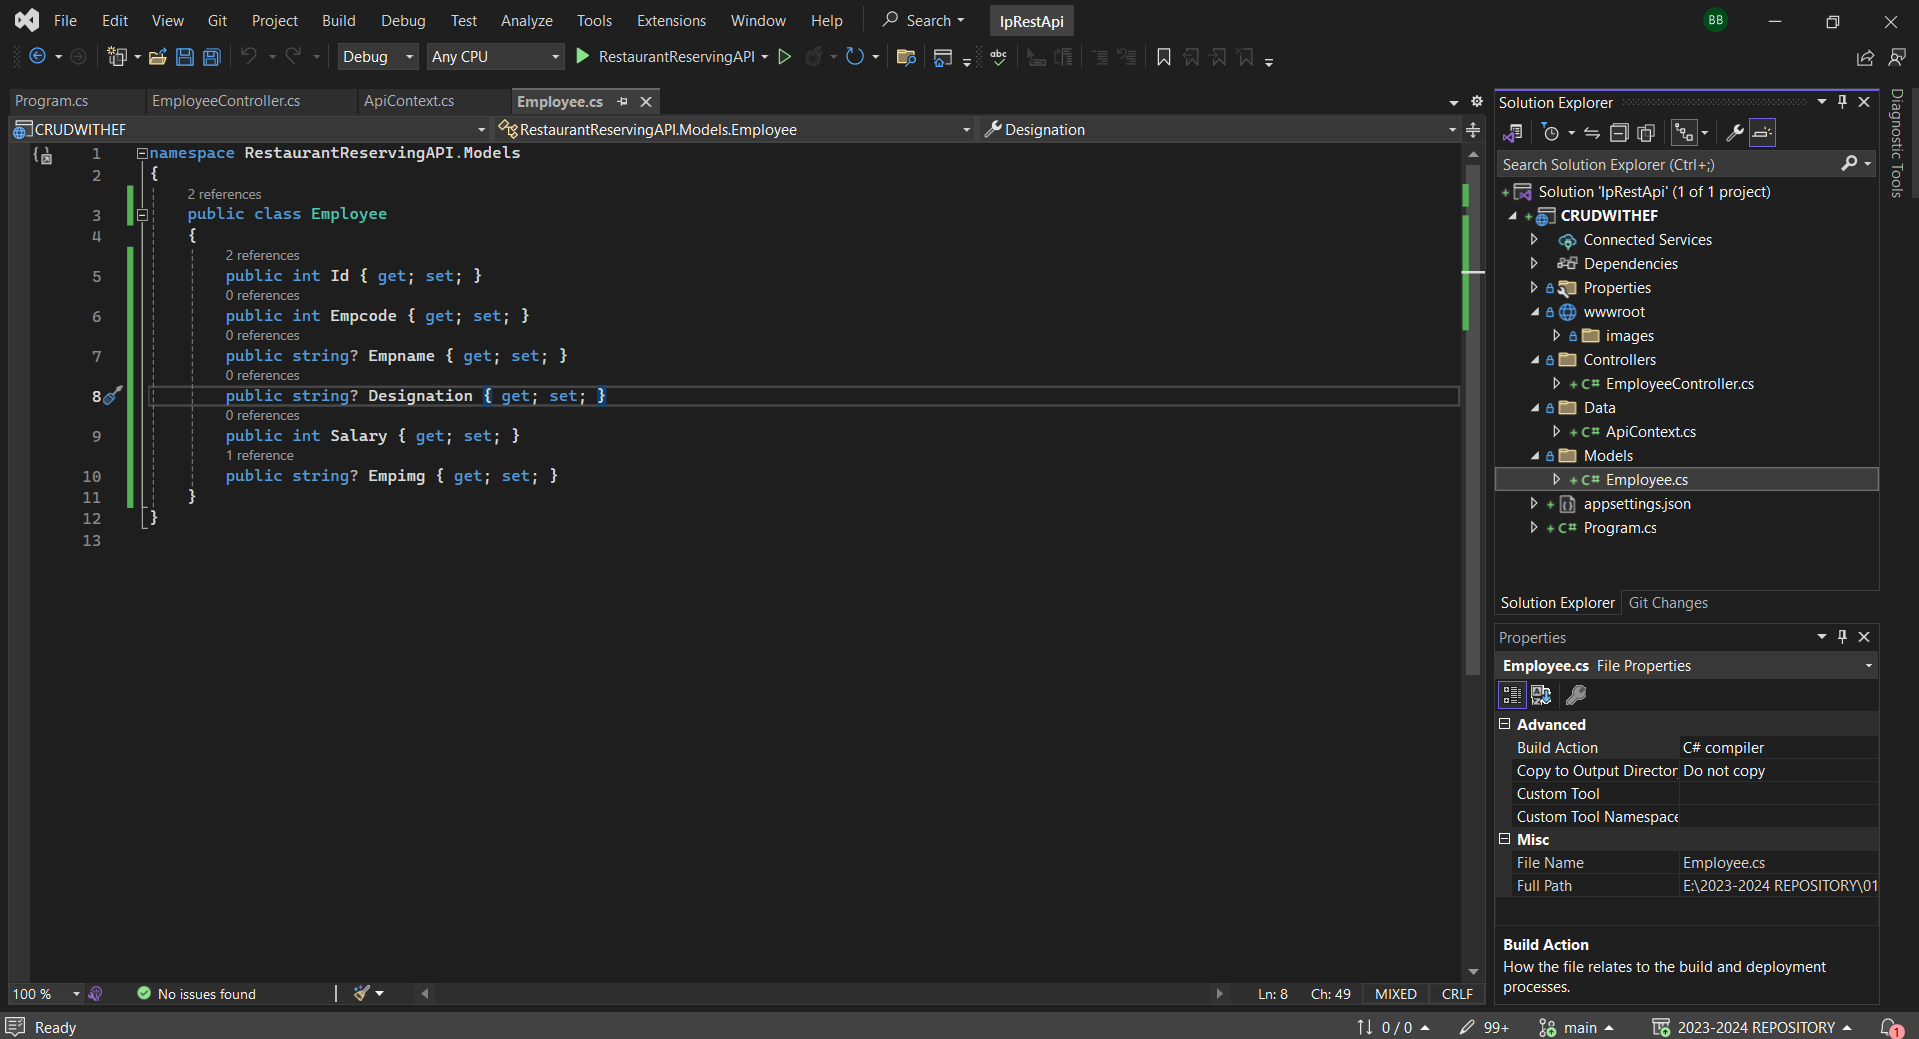 File Edit View Git Project Build Debug Test Analyze Tools Extensions Window Help Search IpRestApi BB
Debug Any CPU RestaurantReservingAPI abc
Program.cs EmployeeController.cs ApiContext.cs Employee.cs
CRUDWITHEF RestaurantReservingAPI.Models.Employee Designation
1 namespace RestaurantReservingAPI.Models
2 {
2 references
3 public class Employee
4 {
2 references
5 public int Id { get; set; }
0 references
6 public int Empcode { get; set; }
0 references
7 public string? Empname { get; set; }
0 references
8 public string? Designation { get; set; }
0 references
9 public int Salary { get; set; }
1 reference
10 public string? Empimg { get; set; }
11 }
12 }
13
100 % No issues found Ln: 8 Ch: 49 MIXED CRLF
Solution Explorer
Search Solution Explorer (Ctrl+;)
Solution 'IpRestApi' (1 of 1 project)
CRUDWITHEF
Connected Services
Dependencies
Properties
wwwroot
images
Controllers
C# EmployeeController.cs
Data
C# ApiContext.cs
Models
C# Employee.cs
appsettings.json
C# Program.cs
Solution Explorer Git Changes
Properties
Employee.cs File Properties
Advanced
Build Action C# compiler
Copy to Output Director Do not copy
Custom Tool
Custom Tool Namespace
Misc
File Name Employee.cs
Full Path E:\2023-2024 REPOSITORY\01
Build Action
How the file relates to the build and deployment
processes.
Diagnostic Tools
Ready 0 / 0 99+ main 2023-2024 REPOSITORY 1